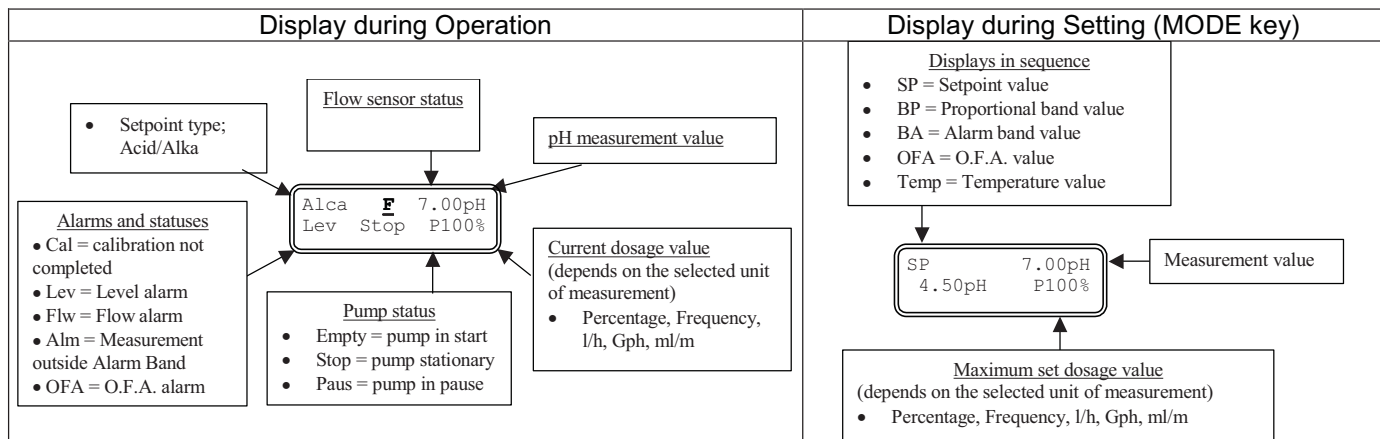 Display during Operation
Display during Setting (MODE key)
Flow sensor status
• Setpoint type;
Acid/Alka
pH measurement value
Alca F 7.00pH
Lev Stop P100%
Alarms and statuses
• Cal = calibration not
completed
• Lev = Level alarm
• Flw = Flow alarm
• Alm = Measurement
outside Alarm Band
• OFA = O.F.A. alarm
Pump status
• Empty = pump in start
• Stop = pump stationary
• Paus = pump in pause
Current dosage value
(depends on the selected unit
of measurement)
• Percentage, Frequency,
l/h, Gph, ml/m
Displays in sequence
• SP = Setpoint value
• BP = Proportional band value
• BA = Alarm band value
• OFA = O.F.A. value
• Temp = Temperature value
SP 7.00pH
4.50pH P100%
Measurement value
Maximum set dosage value
(depends on the selected unit of measurement)
• Percentage, Frequency, l/h, Gph, ml/m